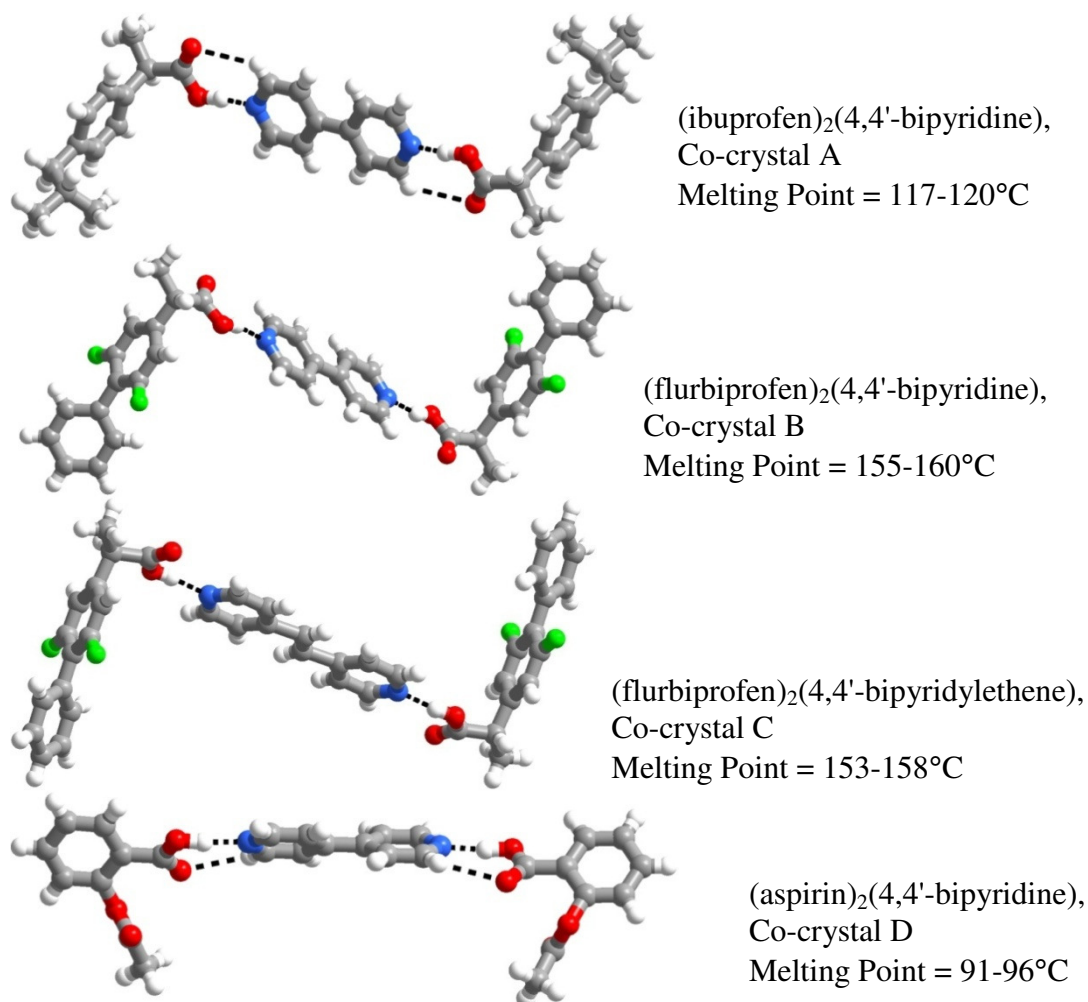 (ibuprofen)₂(4,4'-bipyridine),
Co-crystal A
Melting Point = 117-120°C
(flurbiprofen)₂(4,4'-bipyridine),
Co-crystal B
Melting Point = 155-160°C
(flurbiprofen)₂(4,4'-bipyridylethene),
Co-crystal C
Melting Point = 153-158°C
(aspirin)₂(4,4'-bipyridine),
Co-crystal D
Melting Point = 91-96°C